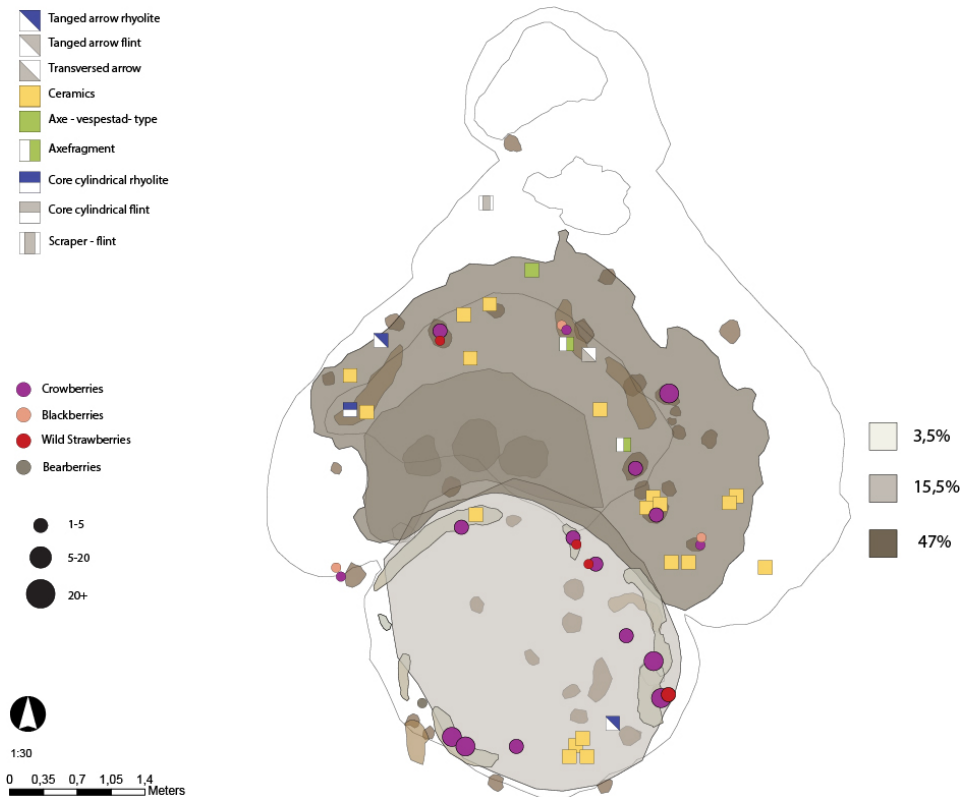 Tanged arrow rhyolite
Tanged arrow flint
Transversed arrow
Ceramics
Axe - vespestad- type
Axefragment
Core cylindrical rhyolite
Core cylindrical flint
Scraper - flint
Crowberries
Blackberries
Wild Strawberries
Bearberries
1-5
5-20
20+
3,5%
15,5%
47%
1:30
0 0,35 0,7 1,05 1,4
Meters